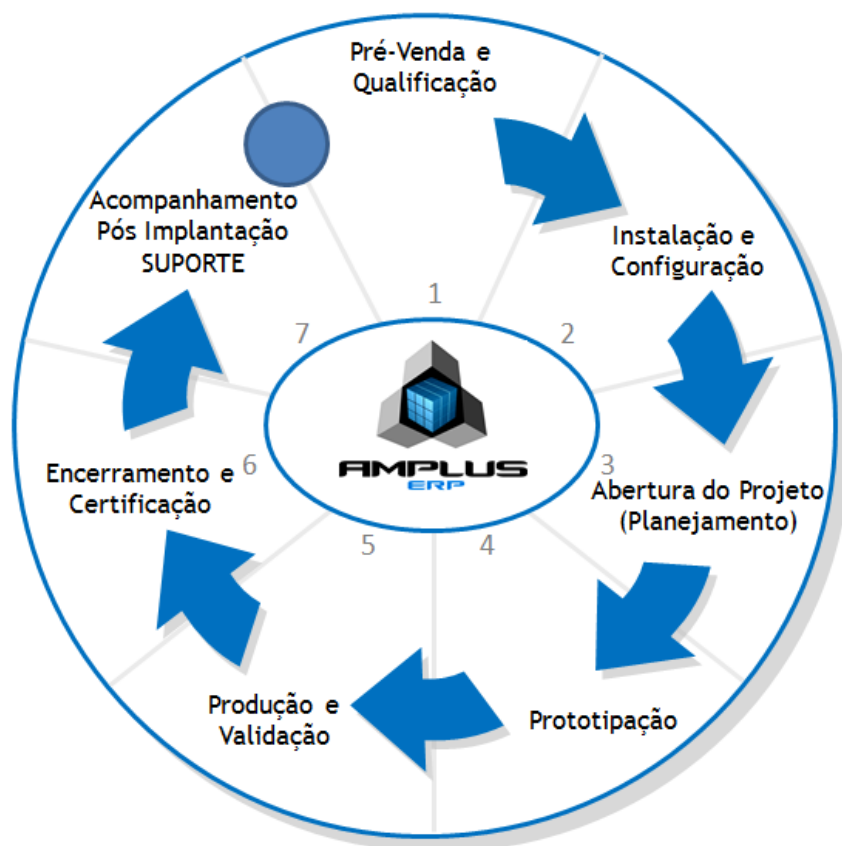 Pré-Venda e
Qualificação
1
Instalação e
Configuração
2
Abertura do Projeto
(Planejamento)
3
Prototipação
4
Produção e
Validação
5
Encerramento e
Certificação
6
Acompanhamento
Pós Implantação
SUPORTE
7
AMPLUS
ERP